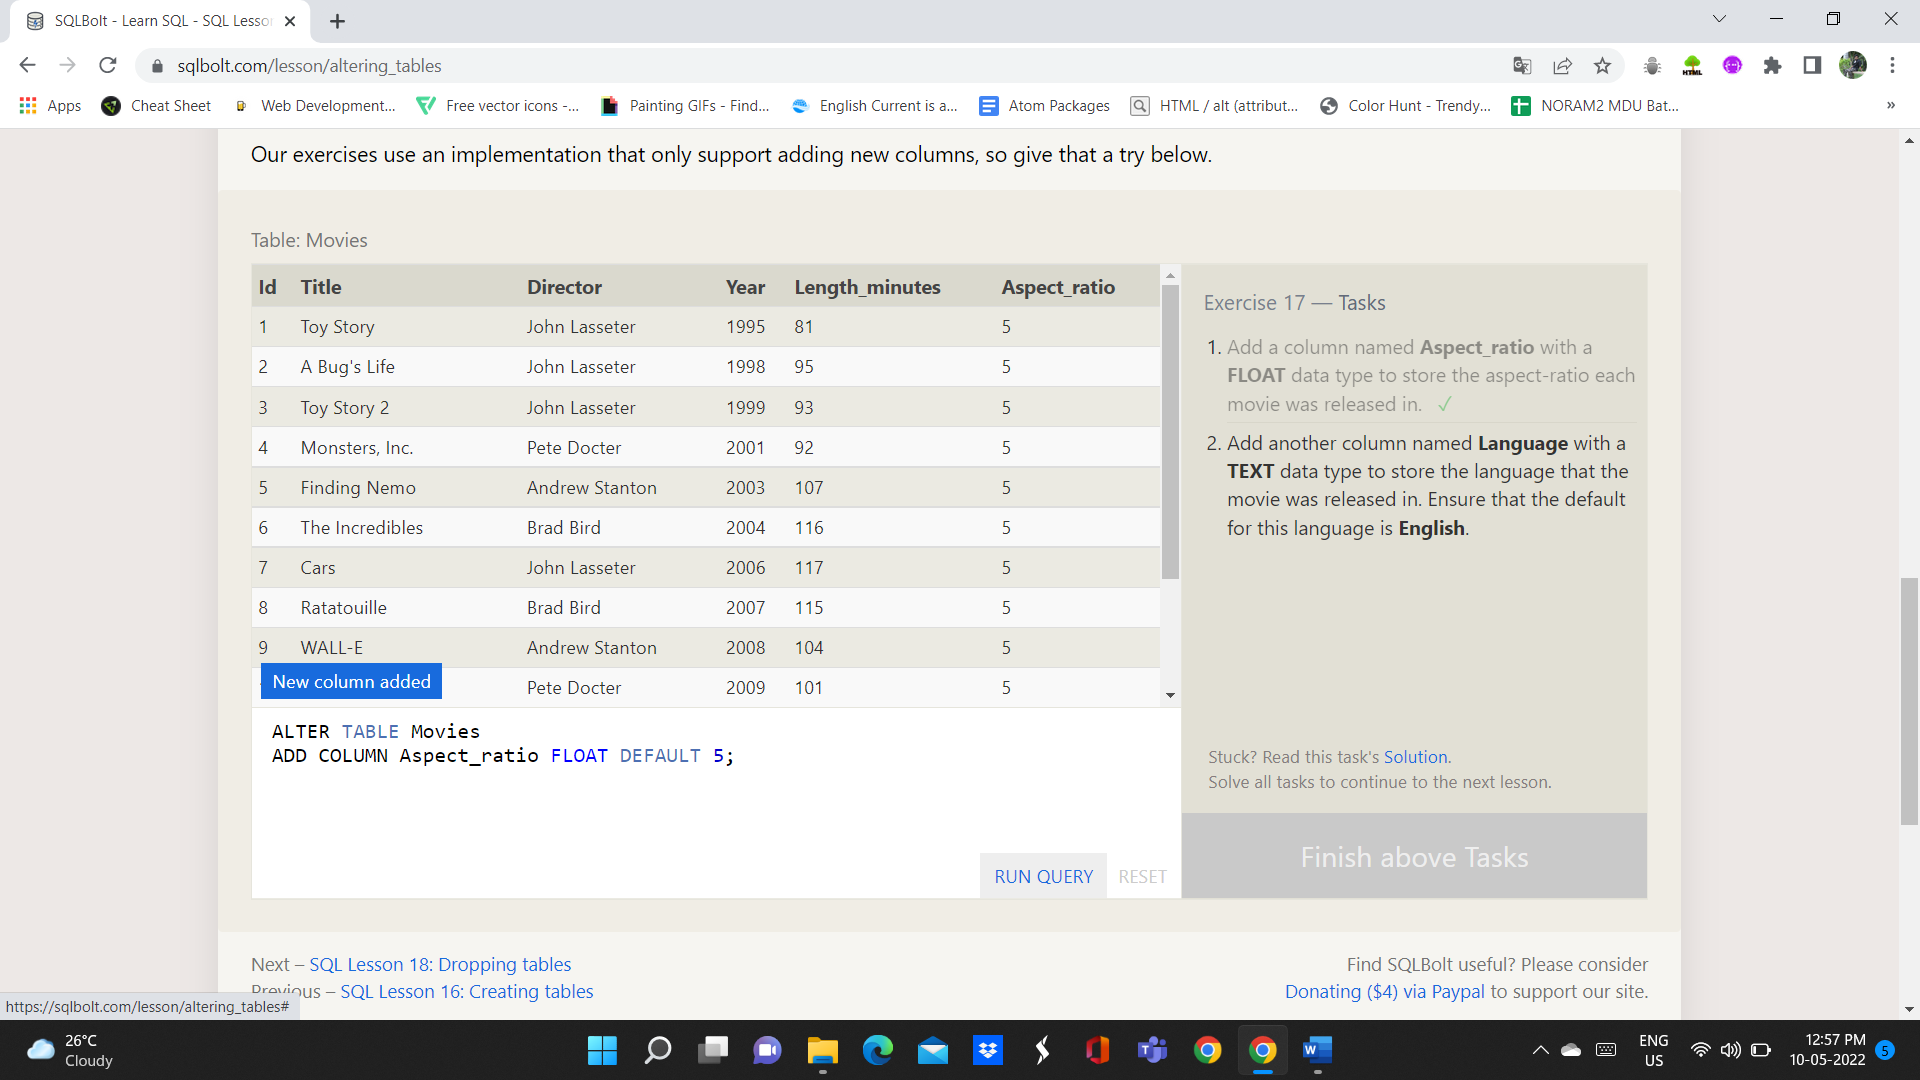 SQLBolt - Learn SQL - SQL Lesso
sqlbolt.com/lesson/altering_tables
Apps
Cheat Sheet
Web Development...
Free vector icons -...
Painting GIFs - Find...
English Current is a...
Atom Packages
HTML / alt (attribut...
Color Hunt - Trendy...
NORAM2 MDU Bat...
»
Our exercises use an implementation that only support adding new columns, so give that a try below.
Table: Movies
Id Title Director Year Length_minutes Aspect_ratio
1 Toy Story John Lasseter 1995 81 5
2 A Bug's Life John Lasseter 1998 95 5
3 Toy Story 2 John Lasseter 1999 93 5
4 Monsters, Inc. Pete Docter 2001 92 5
5 Finding Nemo Andrew Stanton 2003 107 5
6 The Incredibles Brad Bird 2004 116 5
7 Cars John Lasseter 2006 117 5
8 Ratatouille Brad Bird 2007 115 5
9 WALL-E Andrew Stanton 2008 104 5
Pete Docter 2009 101 5
New column added
ALTER TABLE Movies
ADD COLUMN Aspect_ratio FLOAT DEFAULT 5;
RUN QUERY RESET
Exercise 17 — Tasks
1. Add a column named Aspect_ratio with a
FLOAT data type to store the aspect-ratio each
movie was released in. ✓
2. Add another column named Language with a
TEXT data type to store the language that the
movie was released in. Ensure that the default
for this language is English.
Stuck? Read this task's Solution.
Solve all tasks to continue to the next lesson.
Finish above Tasks
Next – SQL Lesson 18: Dropping tables
Previous – SQL Lesson 16: Creating tables
Find SQLBolt useful? Please consider
Donating ($4) via Paypal to support our site.
https://sqlbolt.com/lesson/altering_tables#
26°C
Cloudy
ENG
US
12:57 PM
10-05-2022
5